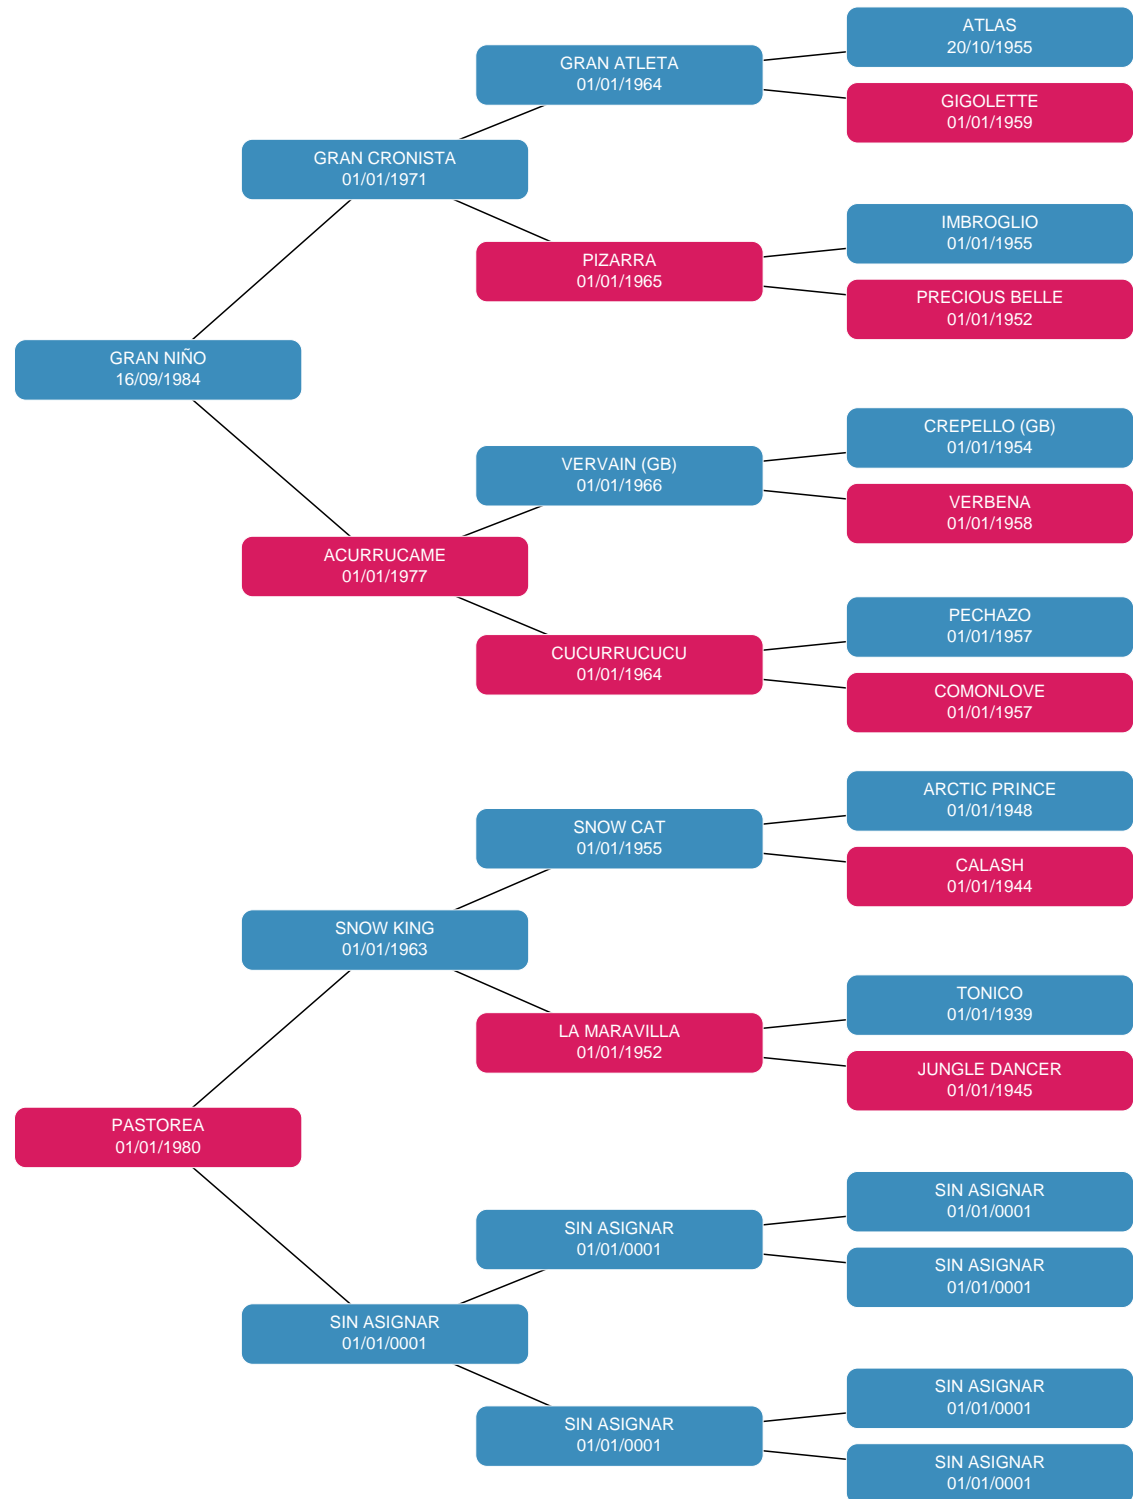 ATLAS
20/10/1955
GRAN ATLETA
01/01/1964
GIGOLETTE
01/01/1959
GRAN CRONISTA
01/01/1971
IMBROGLIO
01/01/1955
PIZARRA
01/01/1965
PRECIOUS BELLE
01/01/1952
GRAN NIÑO
16/09/1984
CREPELLO (GB)
01/01/1954
VERVAIN (GB)
01/01/1966
VERBENA
01/01/1958
ACURRUCAME
01/01/1977
PECHAZO
01/01/1957
CUCURRUCUCU
01/01/1964
COMONLOVE
01/01/1957
ARCTIC PRINCE
01/01/1948
SNOW CAT
01/01/1955
CALASH
01/01/1944
SNOW KING
01/01/1963
TONICO
01/01/1939
LA MARAVILLA
01/01/1952
JUNGLE DANCER
01/01/1945
PASTOREA
01/01/1980
SIN ASIGNAR
01/01/0001
SIN ASIGNAR
01/01/0001
SIN ASIGNAR
01/01/0001
SIN ASIGNAR
01/01/0001
SIN ASIGNAR
01/01/0001
SIN ASIGNAR
01/01/0001
SIN ASIGNAR
01/01/0001